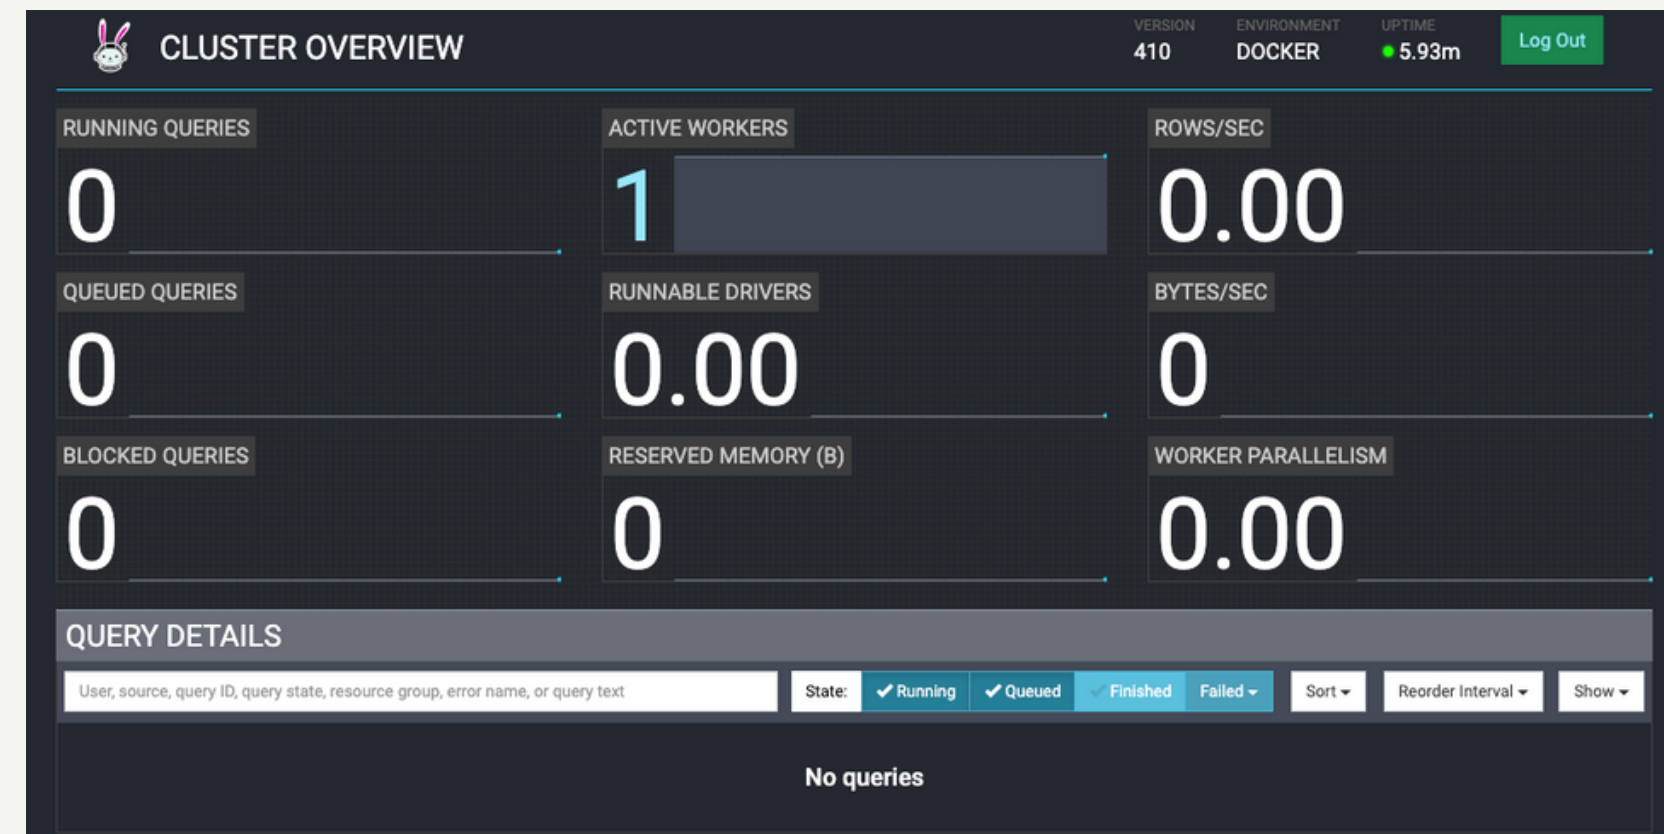 CLUSTER OVERVIEW
VERSION ENVIRONMENT UPTIME
410 DOCKER 5.93m
Log Out
RUNNING QUERIES
0
ACTIVE WORKERS
1
ROWS/SEC
0.00
QUEUED QUERIES
0
RUNNABLE DRIVERS
0.00
BYTES/SEC
0
BLOCKED QUERIES
0
RESERVED MEMORY (B)
0
WORKER PARALLELISM
0.00
QUERY DETAILS
User, source, query ID, query state, resource group, error name, or query text
State: Running Queued Finished Failed Sort Reorder Interval Show
No queries